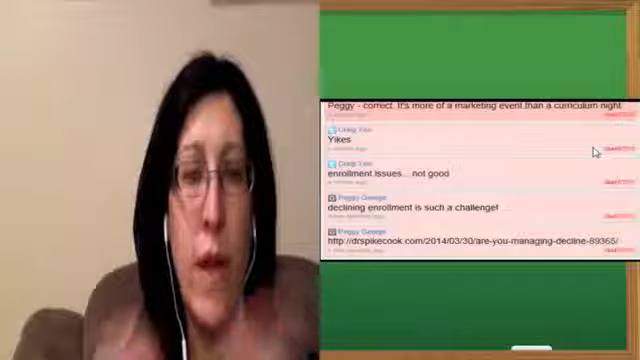 Peggy - correct. It's more of a marketing event than a curriculum night
Craig Yen
Yikes
Craig Yen
enrollment issues... not good
Peggy George
declining enrollment is such a challenge!
Peggy George
http://drspikecook.com/2014/03/30/are-you-managing-decline-89365/